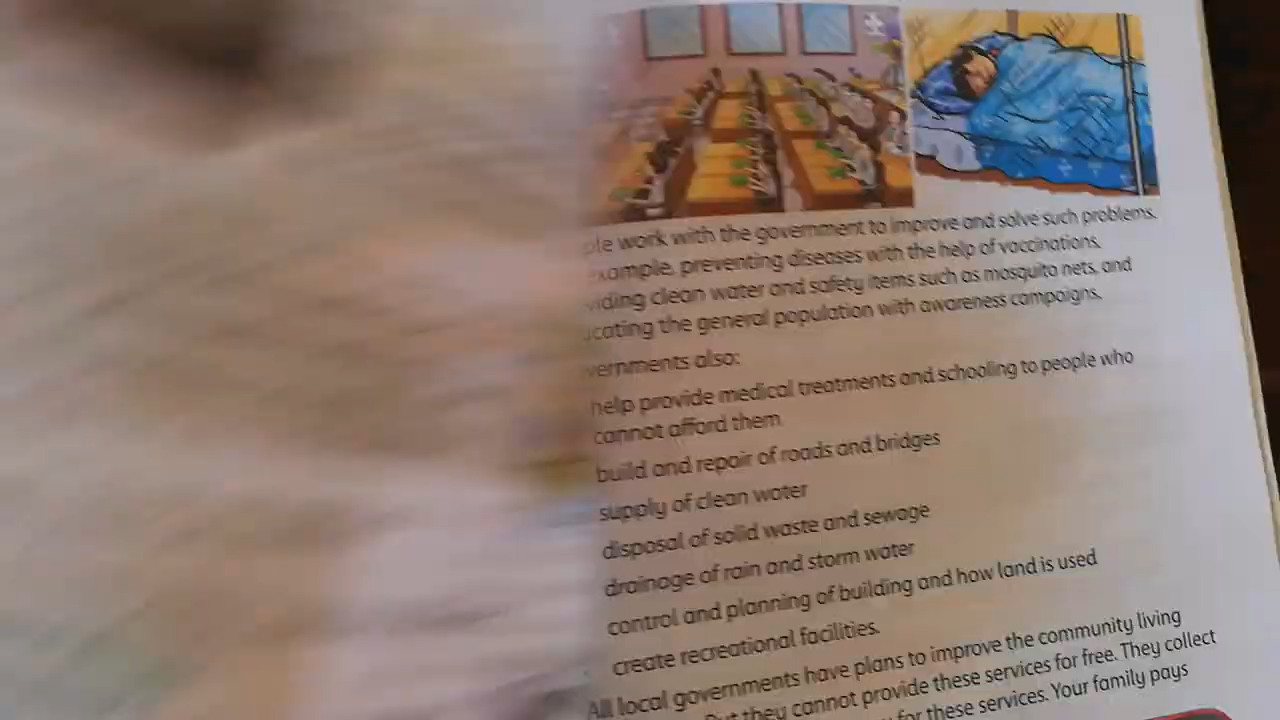 work with the government to improve and solve such problems.
example, preventing diseases with the help of vaccinations,
clean water and safety items such as mosquito nets, and
the general population with awareness campaigns.
also:
help provide medical treatments and schooling to people who
cannot afford them
build and repair of roads and bridges
supply of clean water
disposal of solid waste and sewage
drainage of rain and storm water
control and planning of building and how land is used
create recreational facilities.
All local governments have plans to improve the community living
But they cannot provide these services for free. They collect
for these services. Your family pays